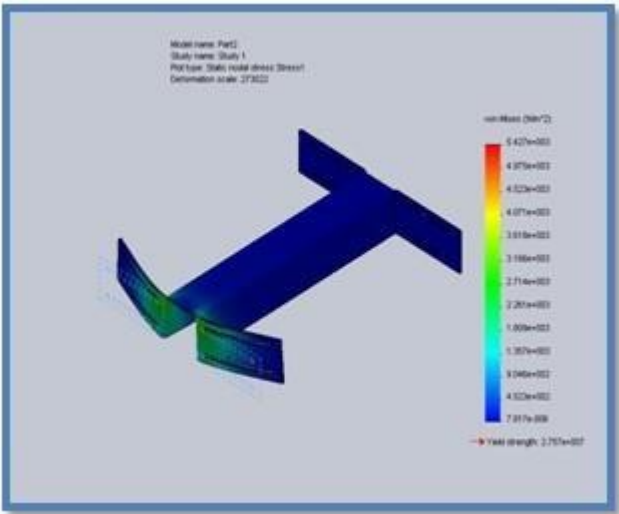 Model name: Part2
Study name: Study 1
Plot type: Static nodal stress Stress1
Deformation scale: 273022
von Mises (N/m^2)
5.427e+003
4.975e+003
4.523e+003
4.071e+003
3.618e+003
3.166e+003
2.714e+003
2.261e+003
1.809e+003
1.357e+003
9.046e+002
4.523e+002
7.917e-006
Yield strength: 2.757e+007